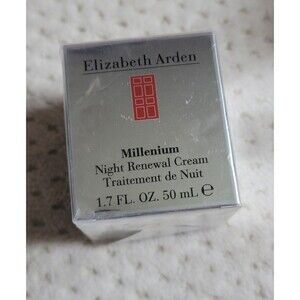 Elizabeth Arden
Millenium
Night Renewal Cream
Traitement de Nuit
1.7 FL. OZ. 50 mL ℮